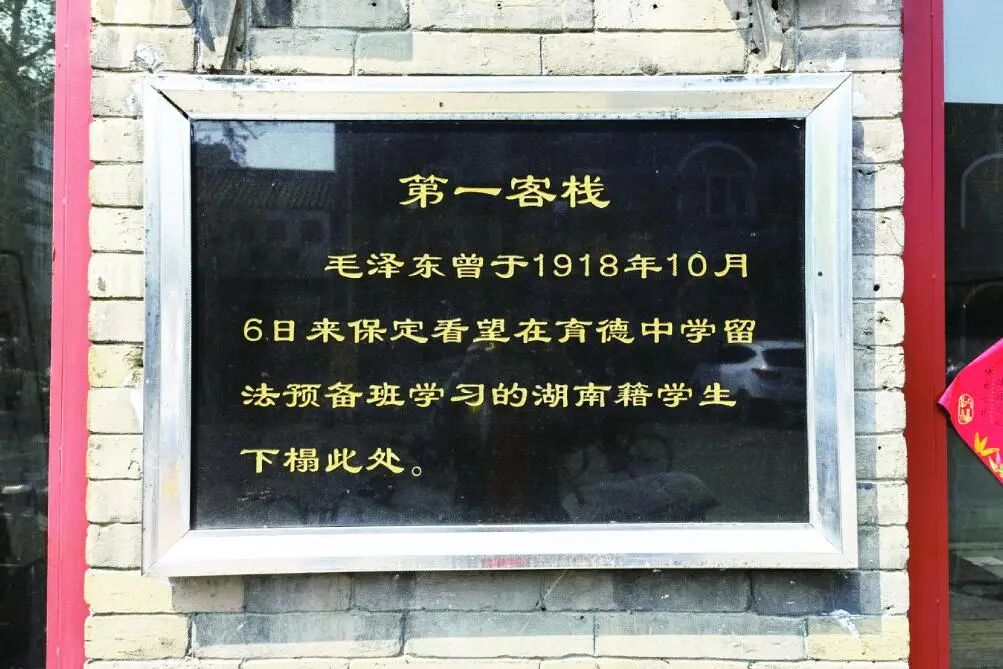 第一客栈
毛泽东曾于1918年10月
6日来保定看望在育德中学留
法预备班学习的湖南籍学生
下榻此处。